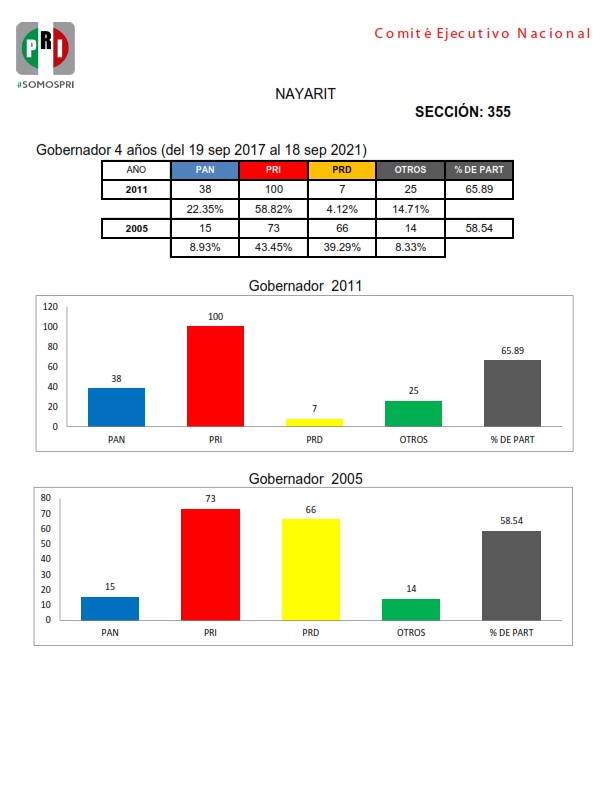 Comité Ejecutivo Nacional
PRI
#SOMOSPRI
NAYARIT
SECCIÓN: 355
Gobernador 4 años (del 19 sep 2017 al 18 sep 2021)
AÑO PAN PRI PRD OTROS % DE PART
2011 38 100 7 25 65.89
22.35% 58.82% 4.12% 14.71%
2005 15 73 66 14 58.54
8.93% 43.45% 39.29% 8.33%
Gobernador 2011
120
100
80
60
40
20
0
38
100
7
25
65.89
PAN PRI PRD OTROS % DE PART
Gobernador 2005
80
70
60
50
40
30
20
10
0
15
73
66
14
58.54
PAN PRI PRD OTROS % DE PART